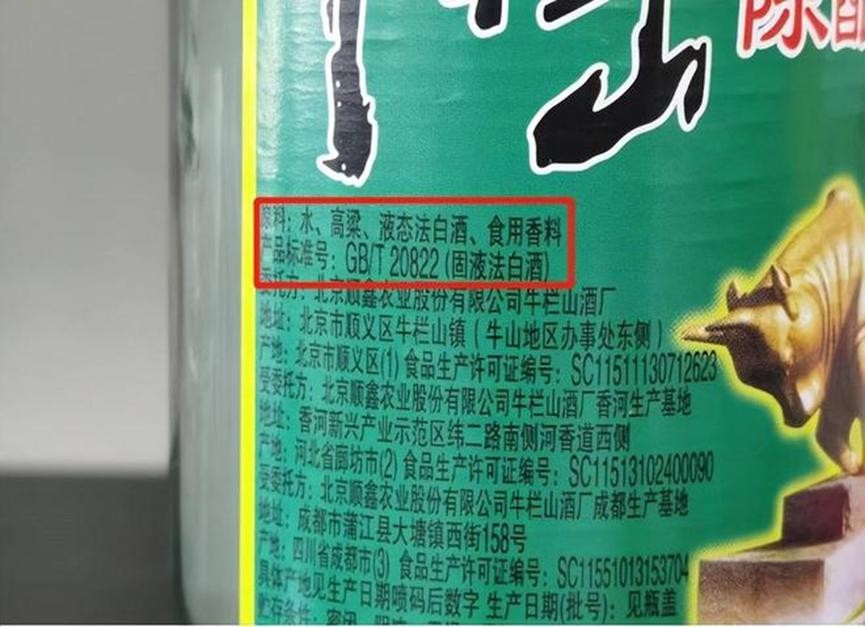 牛栏山
陈酿
原料：水、高粱、液态法白酒、食用香料
产品标准号：GB/T 20822 (固液法白酒)
委托方：北京顺鑫农业股份有限公司牛栏山酒厂
地址：北京市顺义区牛栏山镇（牛山地区办事处东侧）
产地：北京市顺义区(1) 食品生产许可证编号：SC11511130712623
受委托方：北京顺鑫农业股份有限公司牛栏山酒厂香河生产基地
地址：香河新兴产业示范区纬二路南侧河香道西侧
产地：河北省廊坊市(2) 食品生产许可证编号：SC11513102400090
受委托方：北京顺鑫农业股份有限公司牛栏山酒厂成都生产基地
地址：成都市蒲江县大塘镇西街158号
产地：四川省成都市(3) 食品生产许可证编号：SC11551013153704
具体产地见生产日期喷码后数字 生产日期(批号)：见瓶盖
贮存条件：密闭